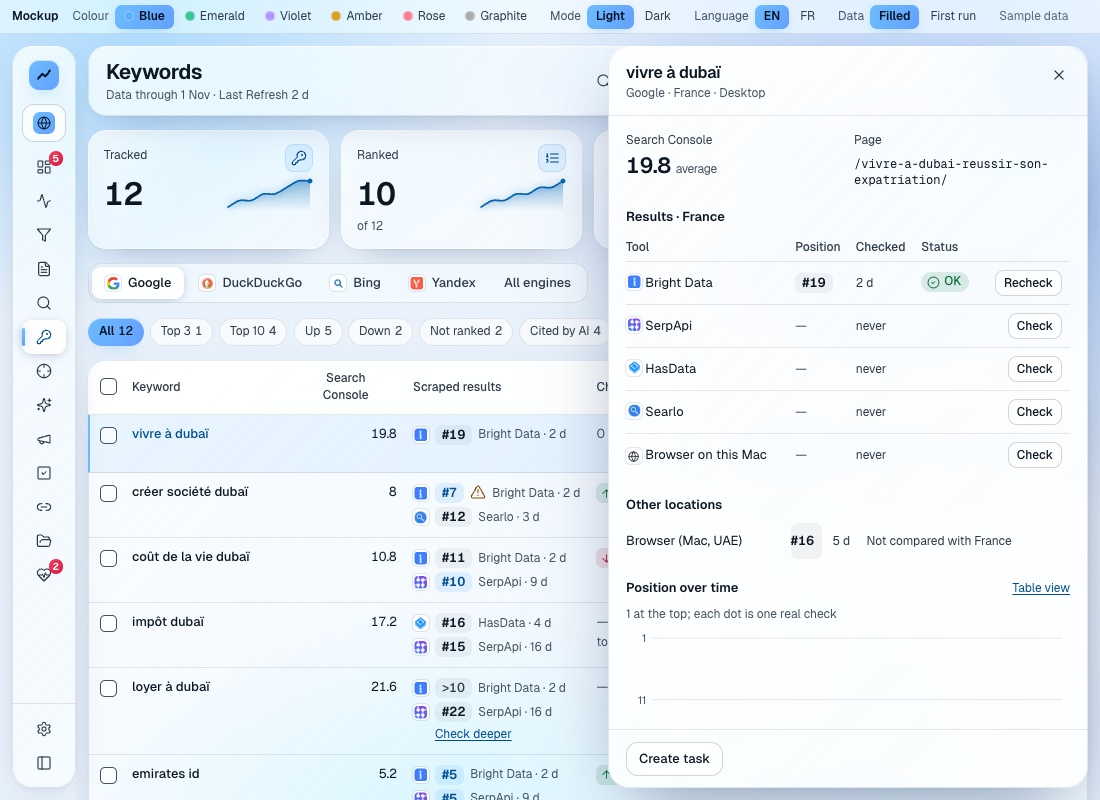 Mockup Colour Blue Emerald Violet Amber Rose Graphite Mode Light Dark Language EN FR Data Filled First run Sample data
Keywords
Data through 1 Nov · Last Refresh 2 d
5
2
Tracked
12
Ranked
10
of 12
Google DuckDuckGo Bing Yandex All engines
All 12 Top 3 1 Top 10 4 Up 5 Down 2 Not ranked 2 Cited by AI 4
Keyword Search Console Scraped results
vivre à dubaï 19.8 #19 Bright Data · 2 d 0
créer société dubaï 8 #7 Bright Data · 2 d
#12 Searlo · 3 d
coût de la vie dubaï 10.8 #11 Bright Data · 2 d
#10 SerpApi · 9 d
impôt dubaï 17.2 #16 HasData · 4 d —
#15 SerpApi · 16 d to
loyer à dubaï 21.6 >10 Bright Data · 2 d —
#22 SerpApi · 16 d
Check deeper
emirates id 5.2 #5 Bright Data · 2 d
#5 SerpApi · 9 d
vivre à dubaï
Google · France · Desktop
Search Console
19.8 average
Page
/vivre-a-dubai-reussir-son-
expatriation/
Results · France
Tool Position Checked Status
Bright Data #19 2 d OK Recheck
SerpApi — never Check
HasData — never Check
Searlo — never Check
Browser on this Mac — never Check
Other locations
Browser (Mac, UAE) #16 5 d Not compared with France
Position over time Table view
1 at the top; each dot is one real check
1
11
Create task